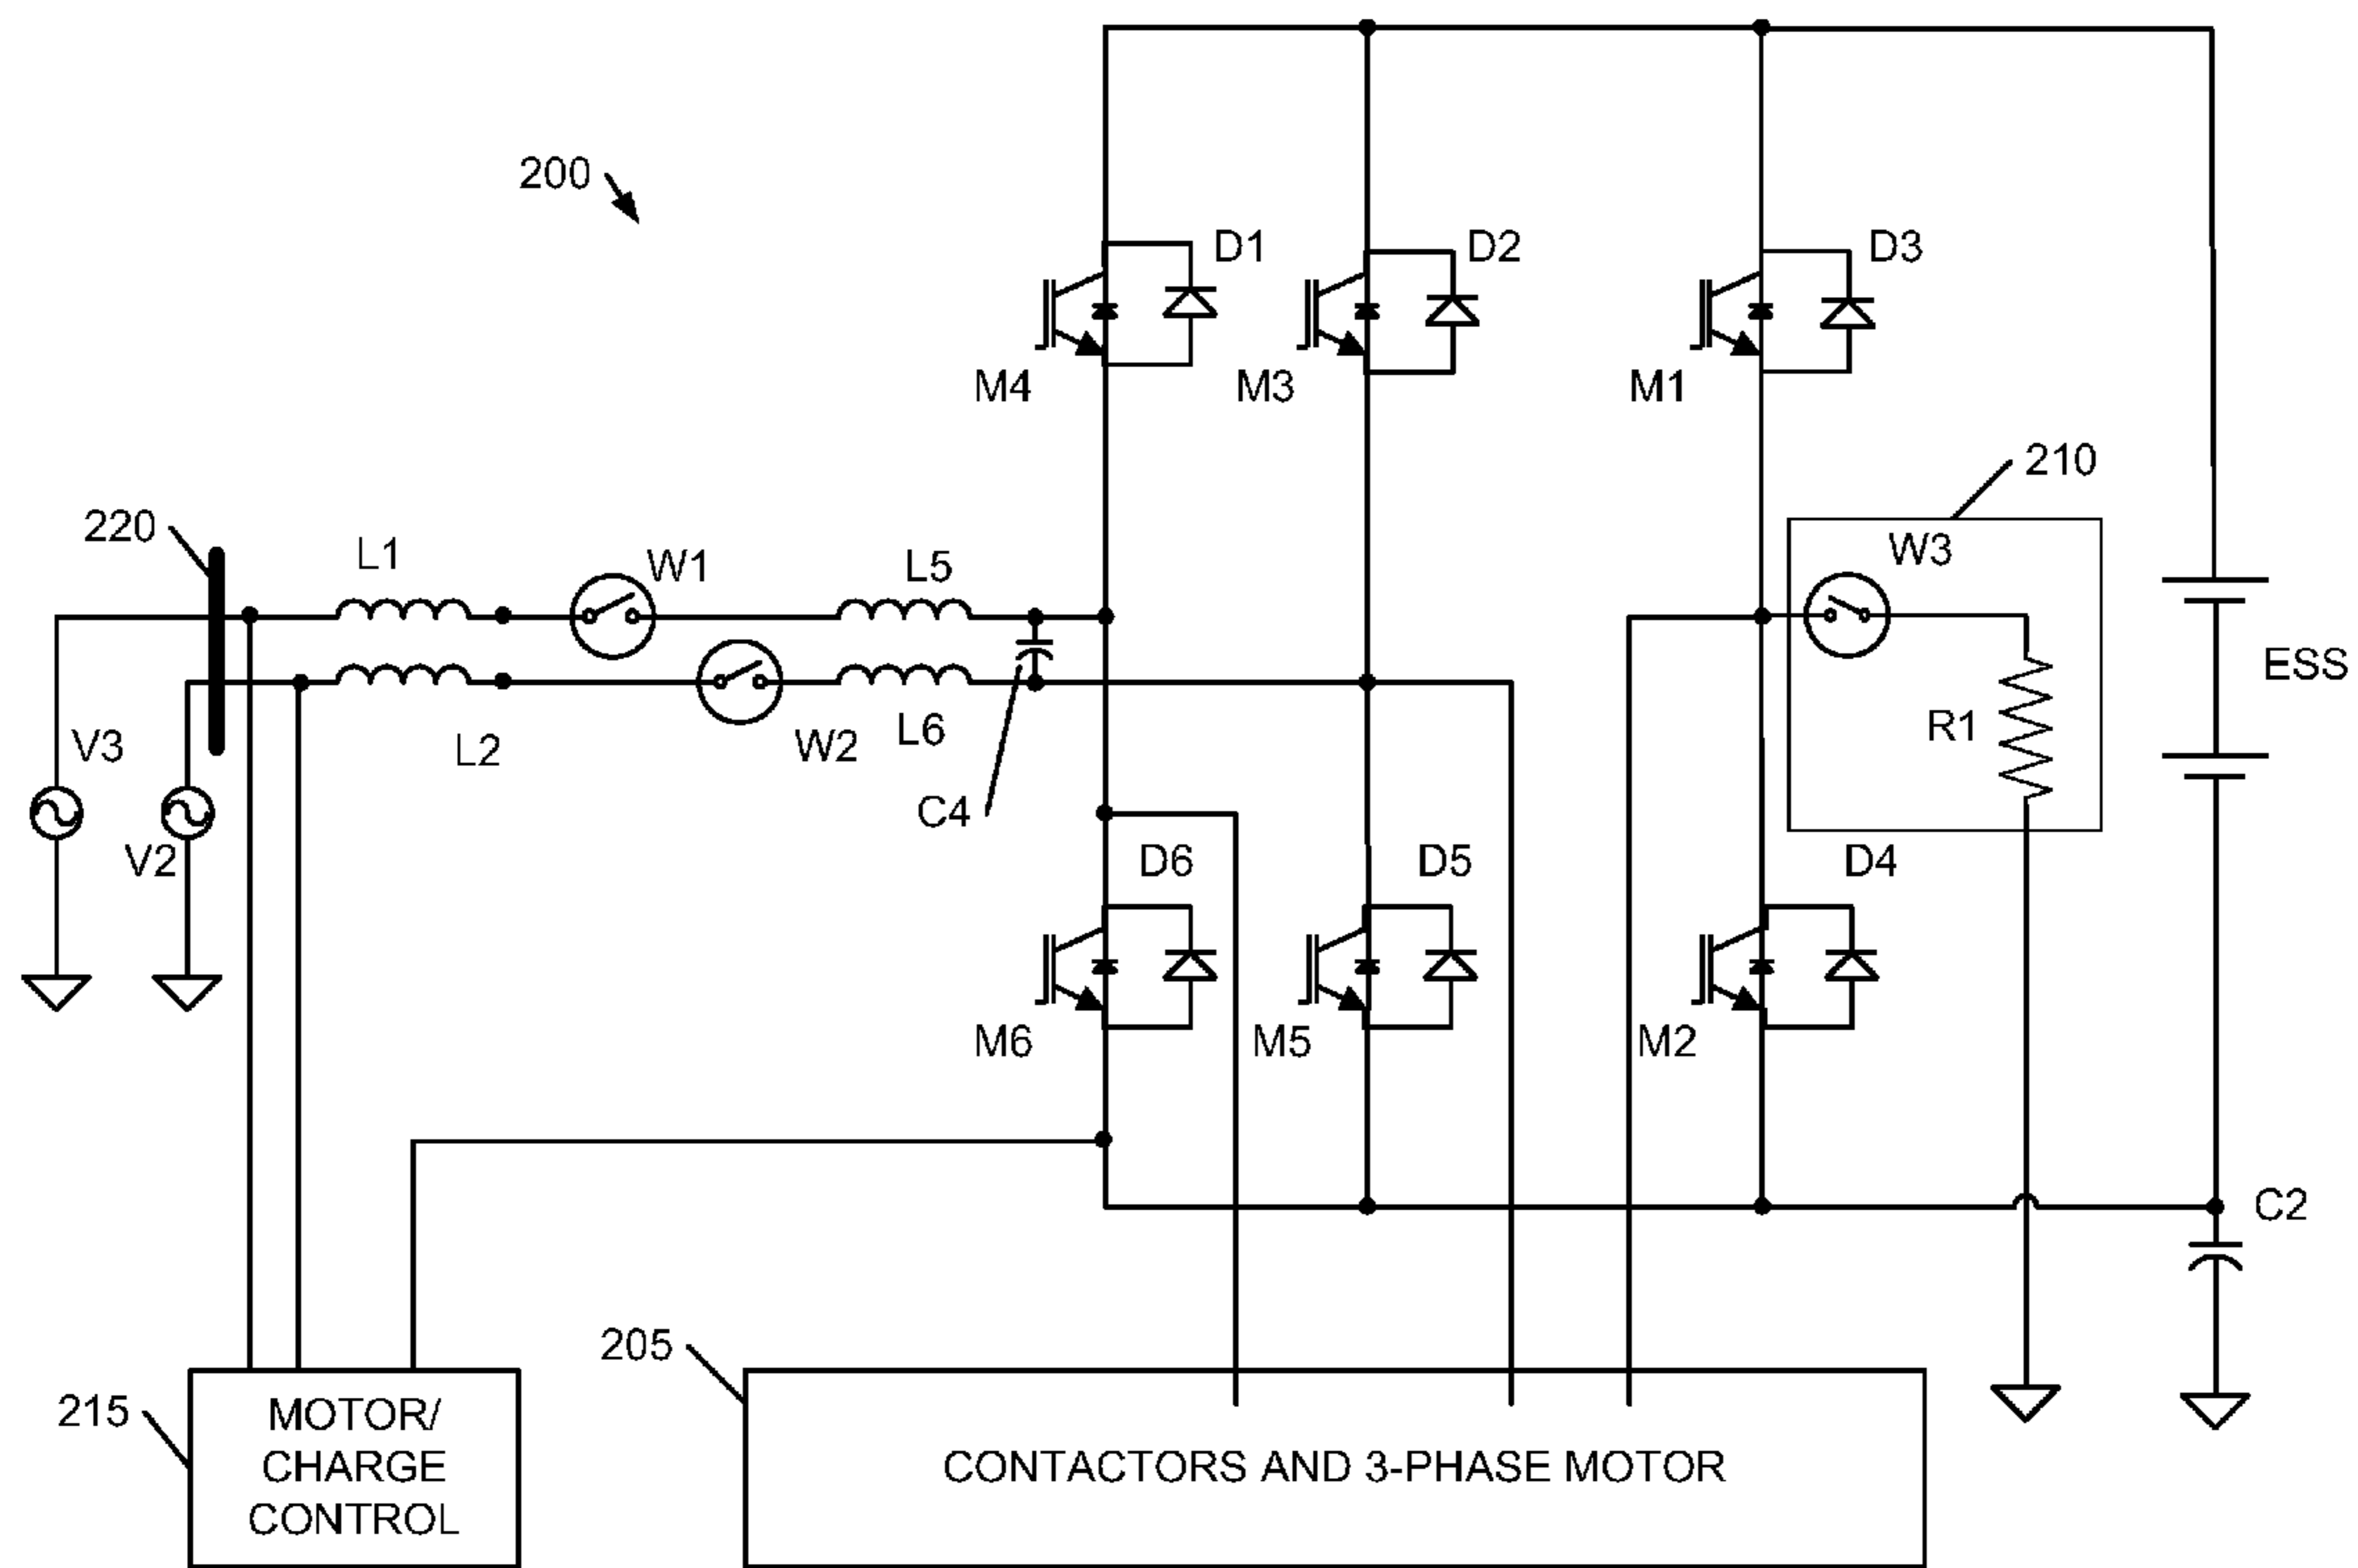 200
D1
D2
D3
M4
M3
M1
210
220
L1
W1
L5
W3
ESS
V3
L2
W2
L6
R1
C4
V2
D6
D5
D4
M6
M5
M2
C2
205
215
MOTOR/
CHARGE
CONTROL
CONTACTORS AND 3-PHASE MOTOR